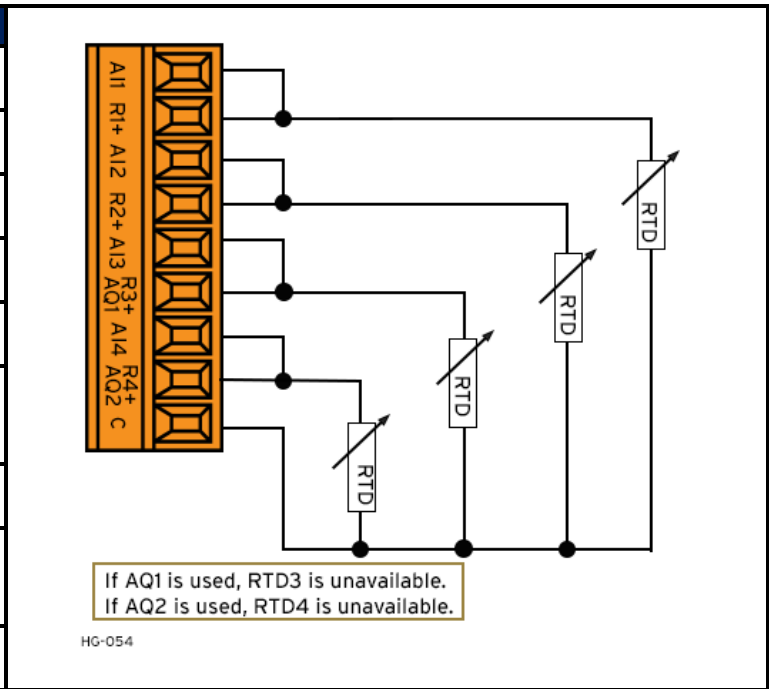 AI1
R1+
AI2
R2+
AI3
R3+
AQ1
AI4
R4+
AQ2
C
RTD
RTD
RTD
RTD
If AQ1 is used, RTD3 is unavailable.
If AQ2 is used, RTD4 is unavailable.
HG-054